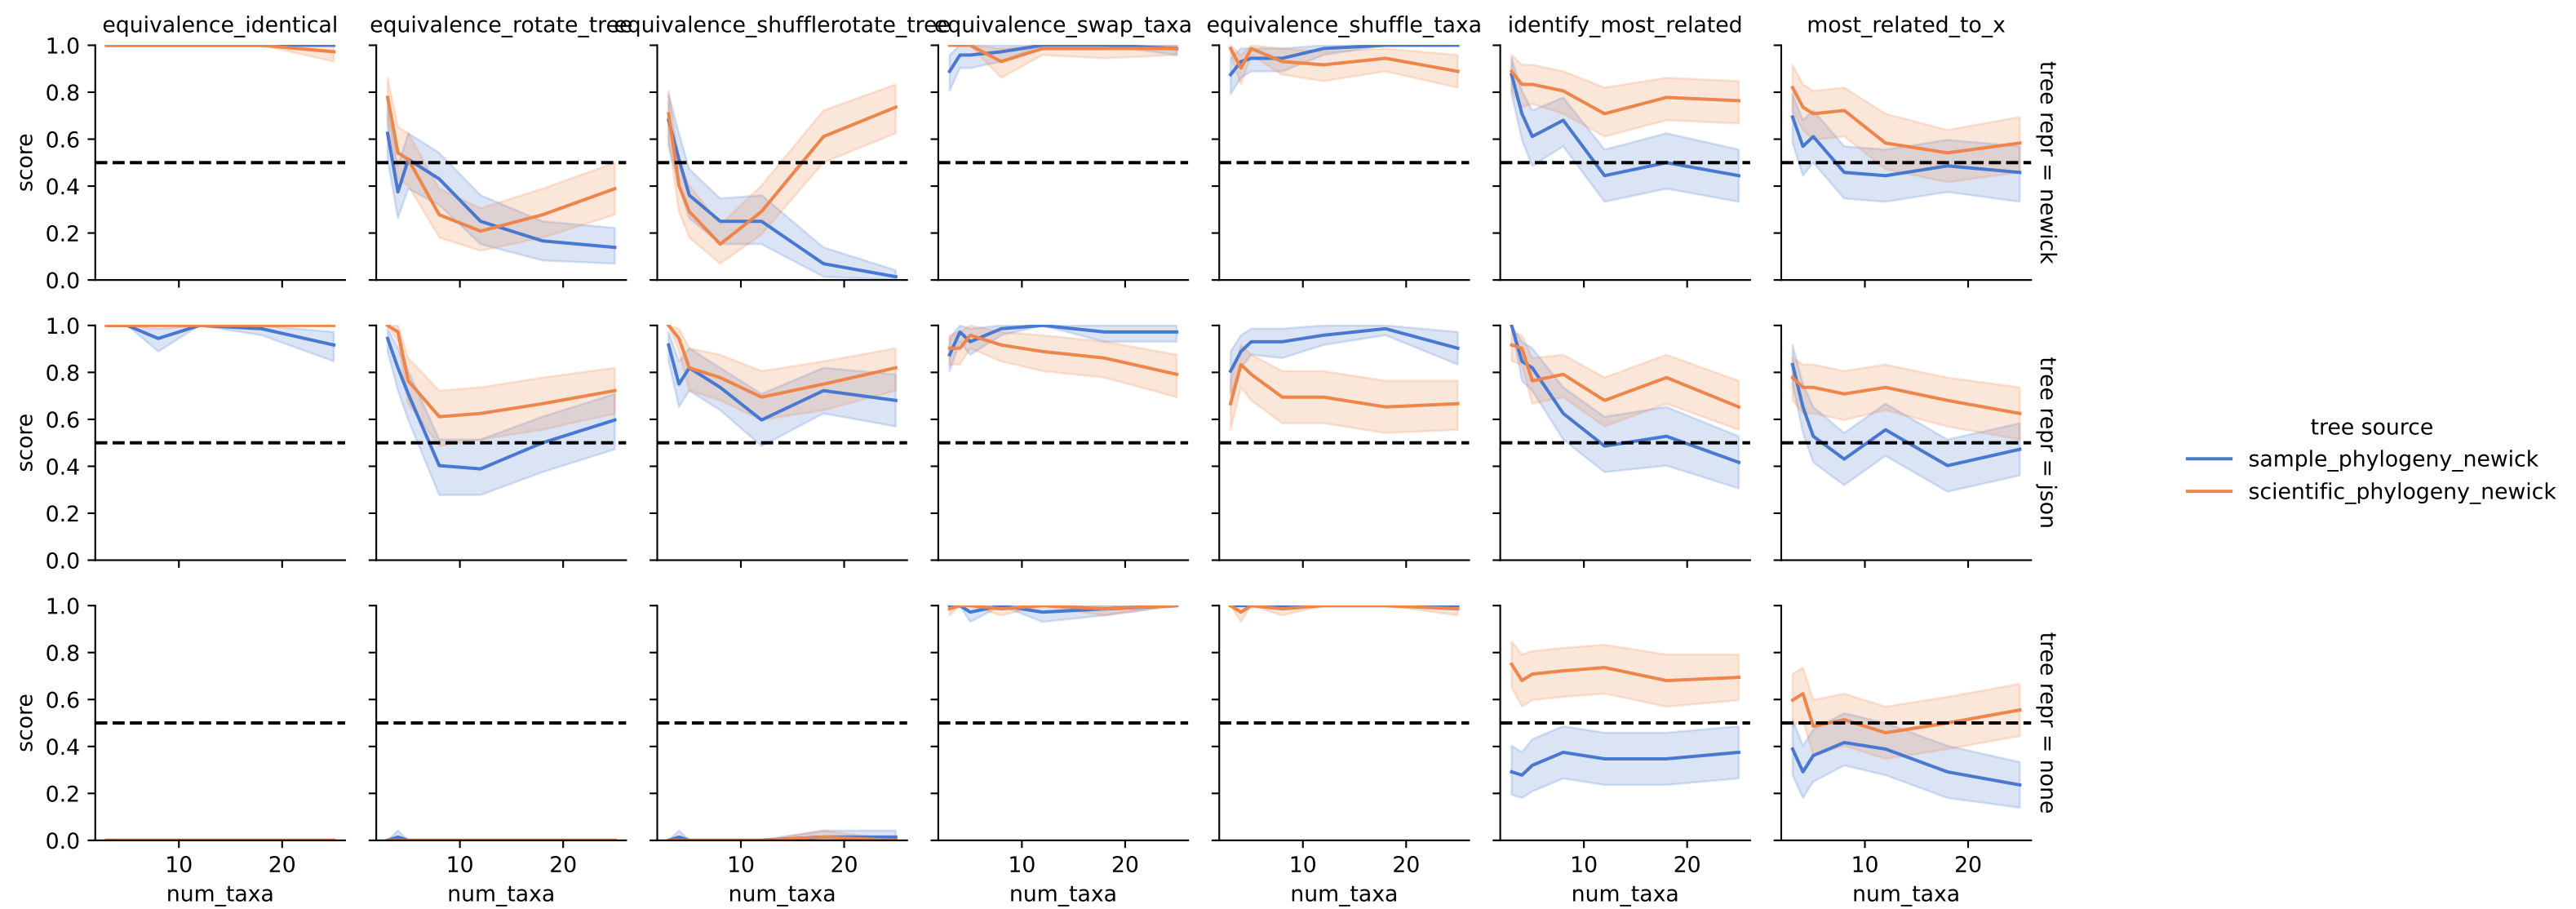 equivalence_identical
equivalence_rotate_tree
equivalence_shufflerotate_tree
equivalence_swap_taxa
equivalence_shuffle_taxa
identify_most_related
most_related_to_x
1.0
0.8
0.6
0.4
0.2
0.0
score
tree repr = newick
1.0
0.8
0.6
0.4
0.2
0.0
score
tree repr = json
tree source
sample_phylogeny_newick
scientific_phylogeny_newick
1.0
0.8
0.6
0.4
0.2
0.0
score
tree repr = none
10 20
num_taxa
10 20
num_taxa
10 20
num_taxa
10 20
num_taxa
10 20
num_taxa
10 20
num_taxa
10 20
num_taxa